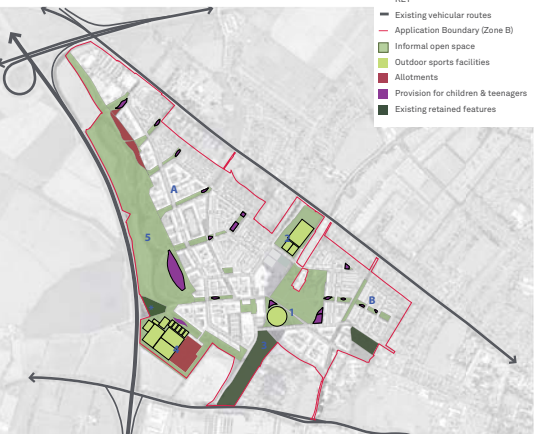 KEY
Existing vehicular routes
Application Boundary (Zone B)
Informal open space
Outdoor sports facilities
Allotments
Provision for children & teenagers
Existing retained features
A
5
B
1